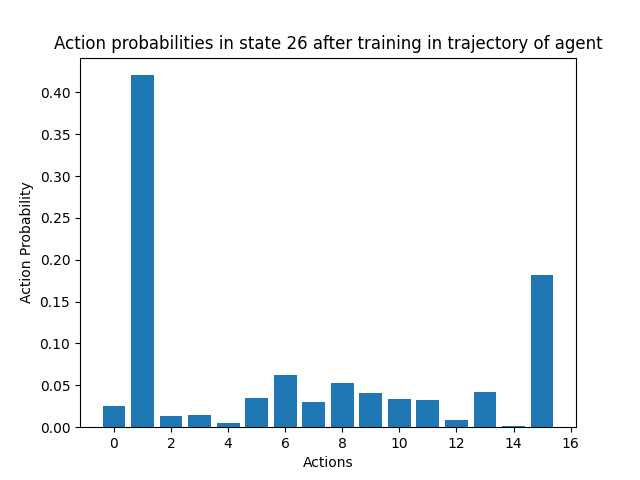 Action probabilities in state 26 after training in trajectory of agent
0.40
0.35
0.30
0.25
0.20
0.15
0.10
0.05
0.00
Action Probability
0 2 4 6 8 10 12 14 16
Actions